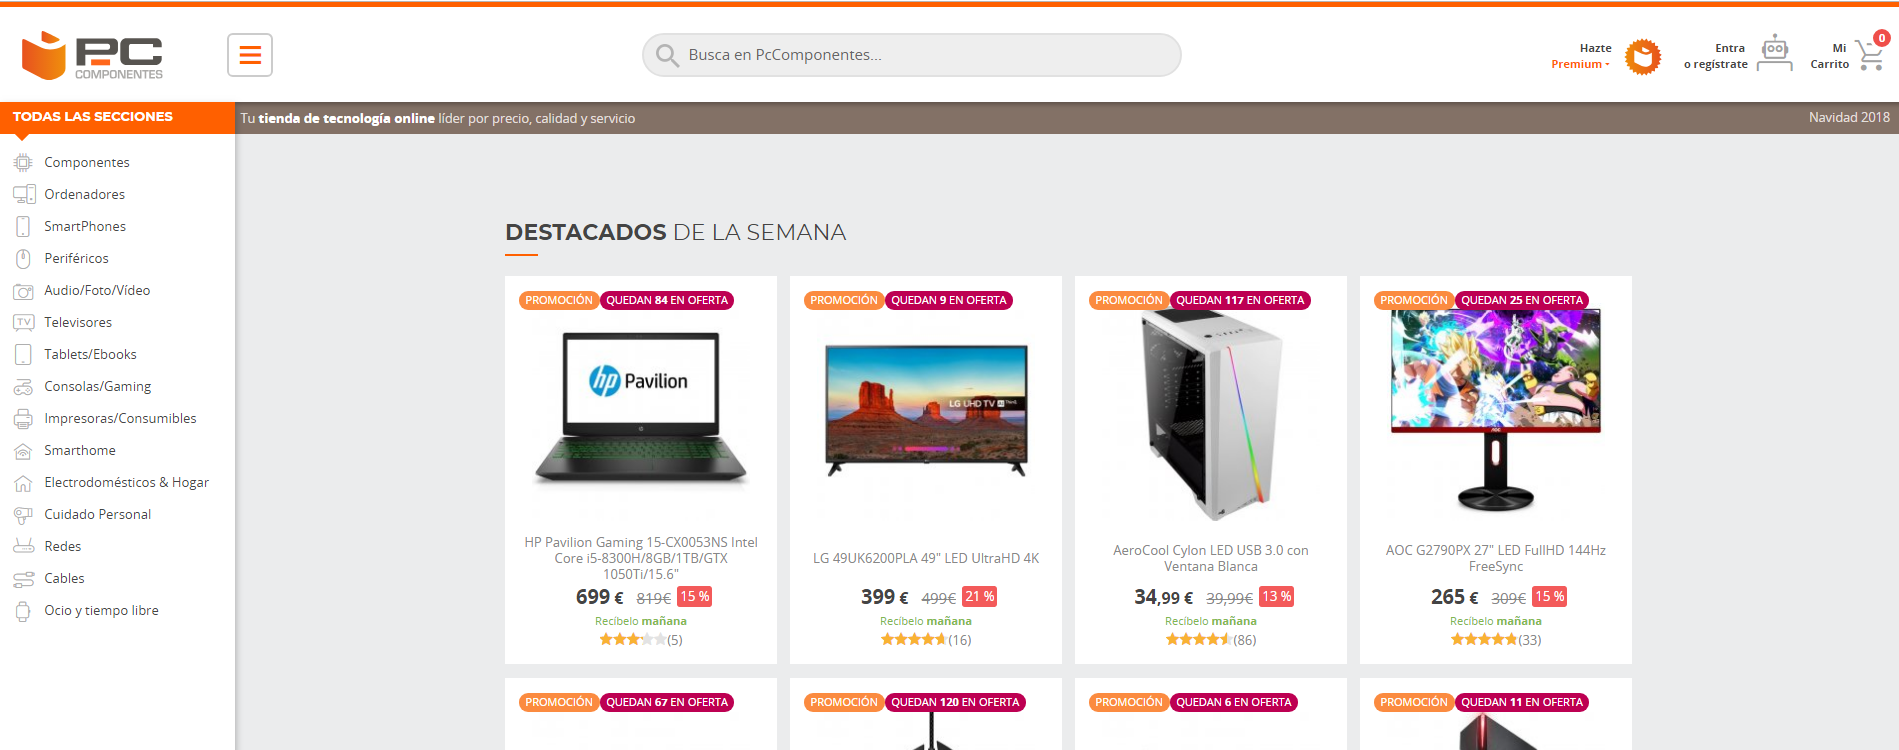 PC
COMPONENTES
Busca en PcComponentes...
Hazte
Premium
Entra
o regístrate
Mi
Carrito
0
TODAS LAS SECCIONES
Tu tienda de tecnología online líder por precio, calidad y servicio
Navidad 2018
Componentes
Ordenadores
SmartPhones
Periféricos
Audio/Foto/Vídeo
TV Televisores
Tablets/Ebooks
Consolas/Gaming
Impresoras/Consumibles
Smarthome
Electrodomésticos & Hogar
Cuidado Personal
Redes
Cables
Ocio y tiempo libre
DESTACADOS DE LA SEMANA
PROMOCIÓN QUEDAN 84 EN OFERTA
hp Pavilion
HP Pavilion Gaming 15-CX0053NS Intel
Core i5-8300H/8GB/1TB/GTX
1050Ti/15.6"
699 € 819€ 15 %
Recíbelo mañana
(5)
PROMOCIÓN QUEDAN 9 EN OFERTA
LG UHD TV AI ThinQ
LG 49UK6200PLA 49" LED UltraHD 4K
399 € 499€ 21 %
Recíbelo mañana
(16)
PROMOCIÓN QUEDAN 117 EN OFERTA
AeroCool Cylon LED USB 3.0 con
Ventana Blanca
34,99 € 39,99€ 13 %
Recíbelo mañana
(86)
PROMOCIÓN QUEDAN 25 EN OFERTA
AOC
AOC G2790PX 27" LED FullHD 144Hz
FreeSync
265 € 309€ 15 %
Recíbelo mañana
(33)
PROMOCIÓN QUEDAN 67 EN OFERTA
PROMOCIÓN QUEDAN 120 EN OFERTA
PROMOCIÓN QUEDAN 6 EN OFERTA
PROMOCIÓN QUEDAN 11 EN OFERTA